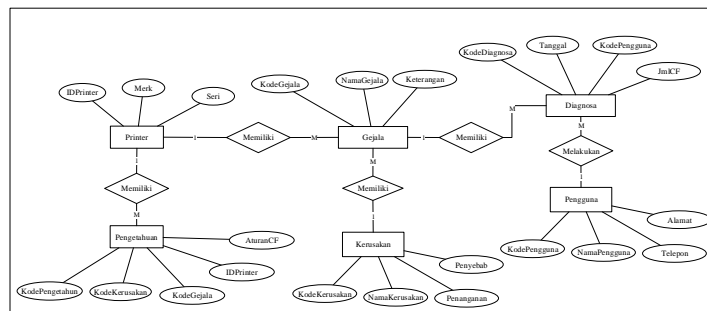 KodeDiagnosa
Tanggal
KodePengguna
JmlCF
Diagnosa
KodeGejala
NamaGejala
Keterangan
IDPrinter
Merk
Seri
Printer
1
Memiliki
M
Gejala
1
Memiliki
M
M
Melakukan
1
Pengguna
KodePengguna
NamaPengguna
Telepon
Alamat
1
Memiliki
M
Pengetahuan
AturanCF
IDPrinter
KodeGejala
KodeKerusakan
KodePengetahun
M
Memiliki
1
Kerusakan
Penyebab
Penanganan
NamaKerusakan
KodeKerusakan